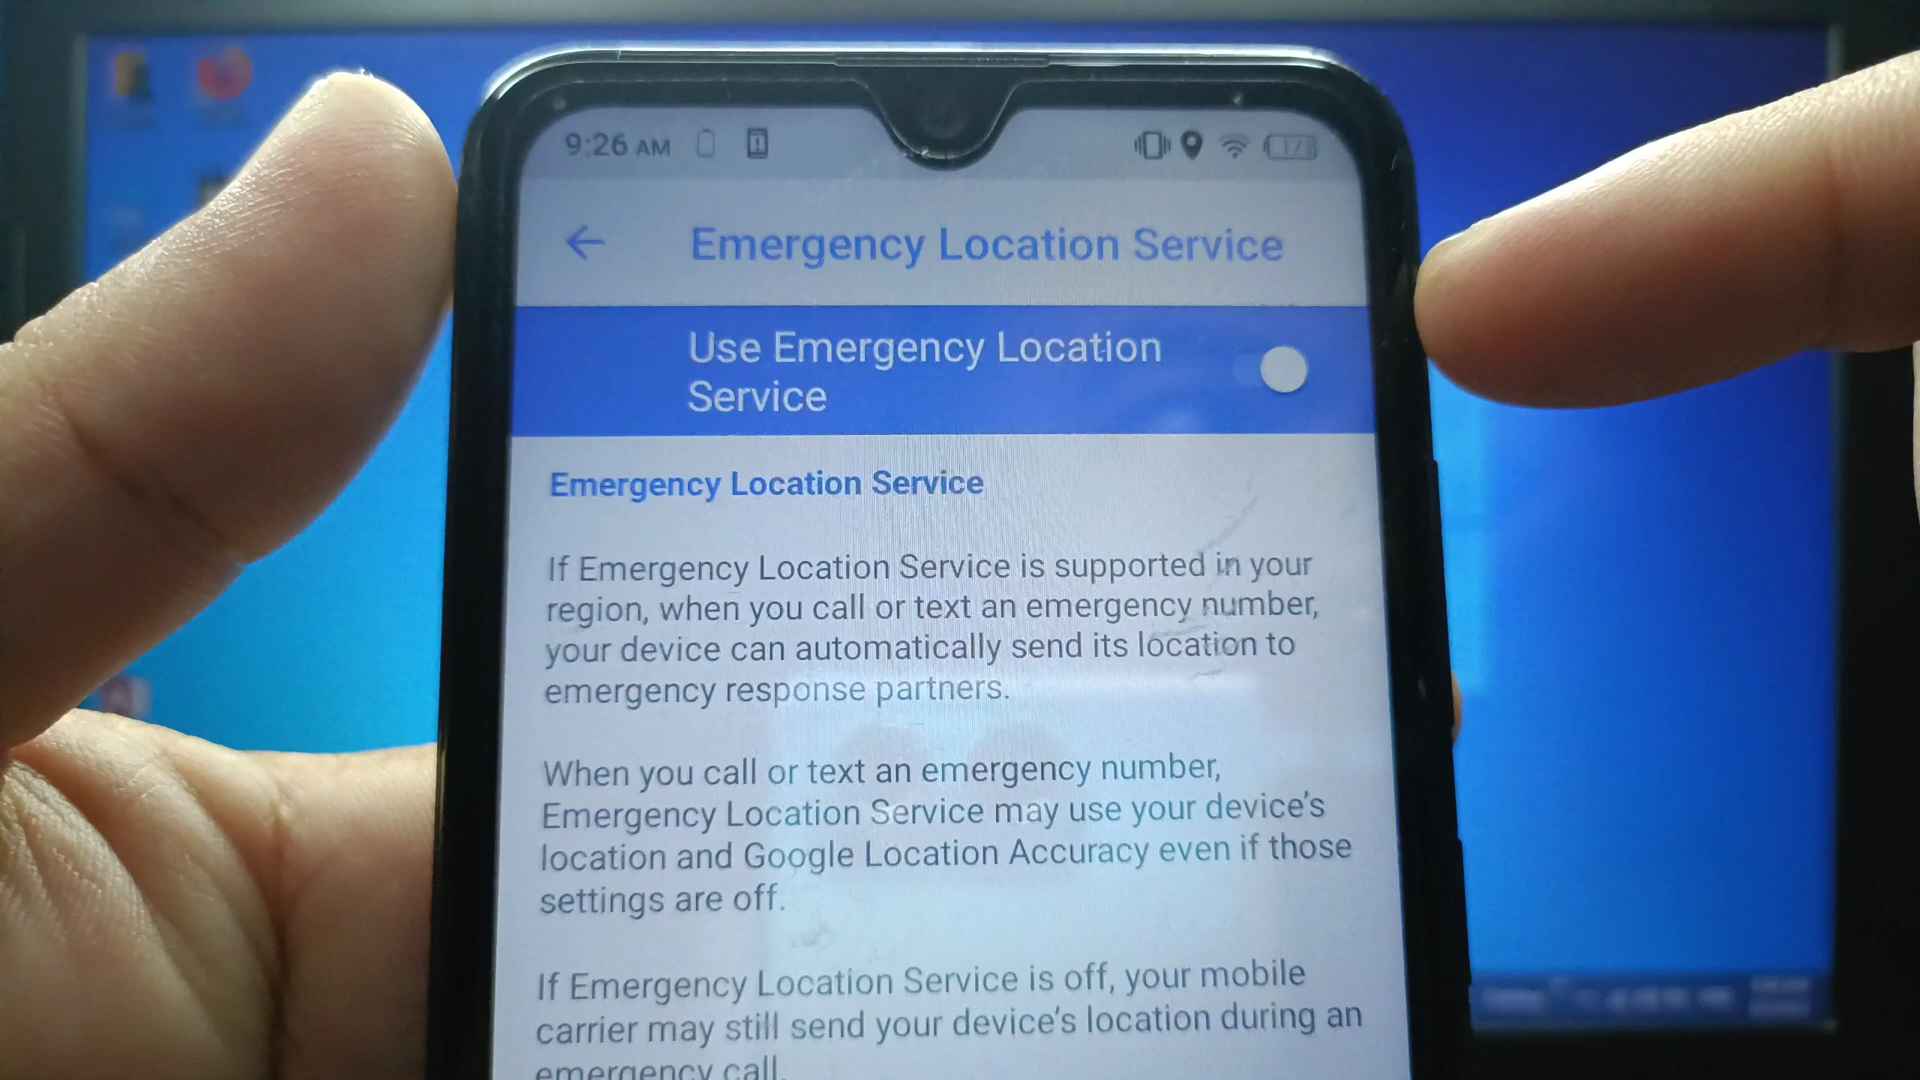 9:26 AM
Emergency Location Service
Use Emergency Location
Service
Emergency Location Service
If Emergency Location Service is supported in your
region, when you call or text an emergency number,
your device can automatically send its location to
emergency response partners.
When you call or text an emergency number,
Emergency Location Service may use your device's
location and Google Location Accuracy even if those
settings are off.
If Emergency Location Service is off, your mobile
carrier may still send your device's location during an
emergency call.